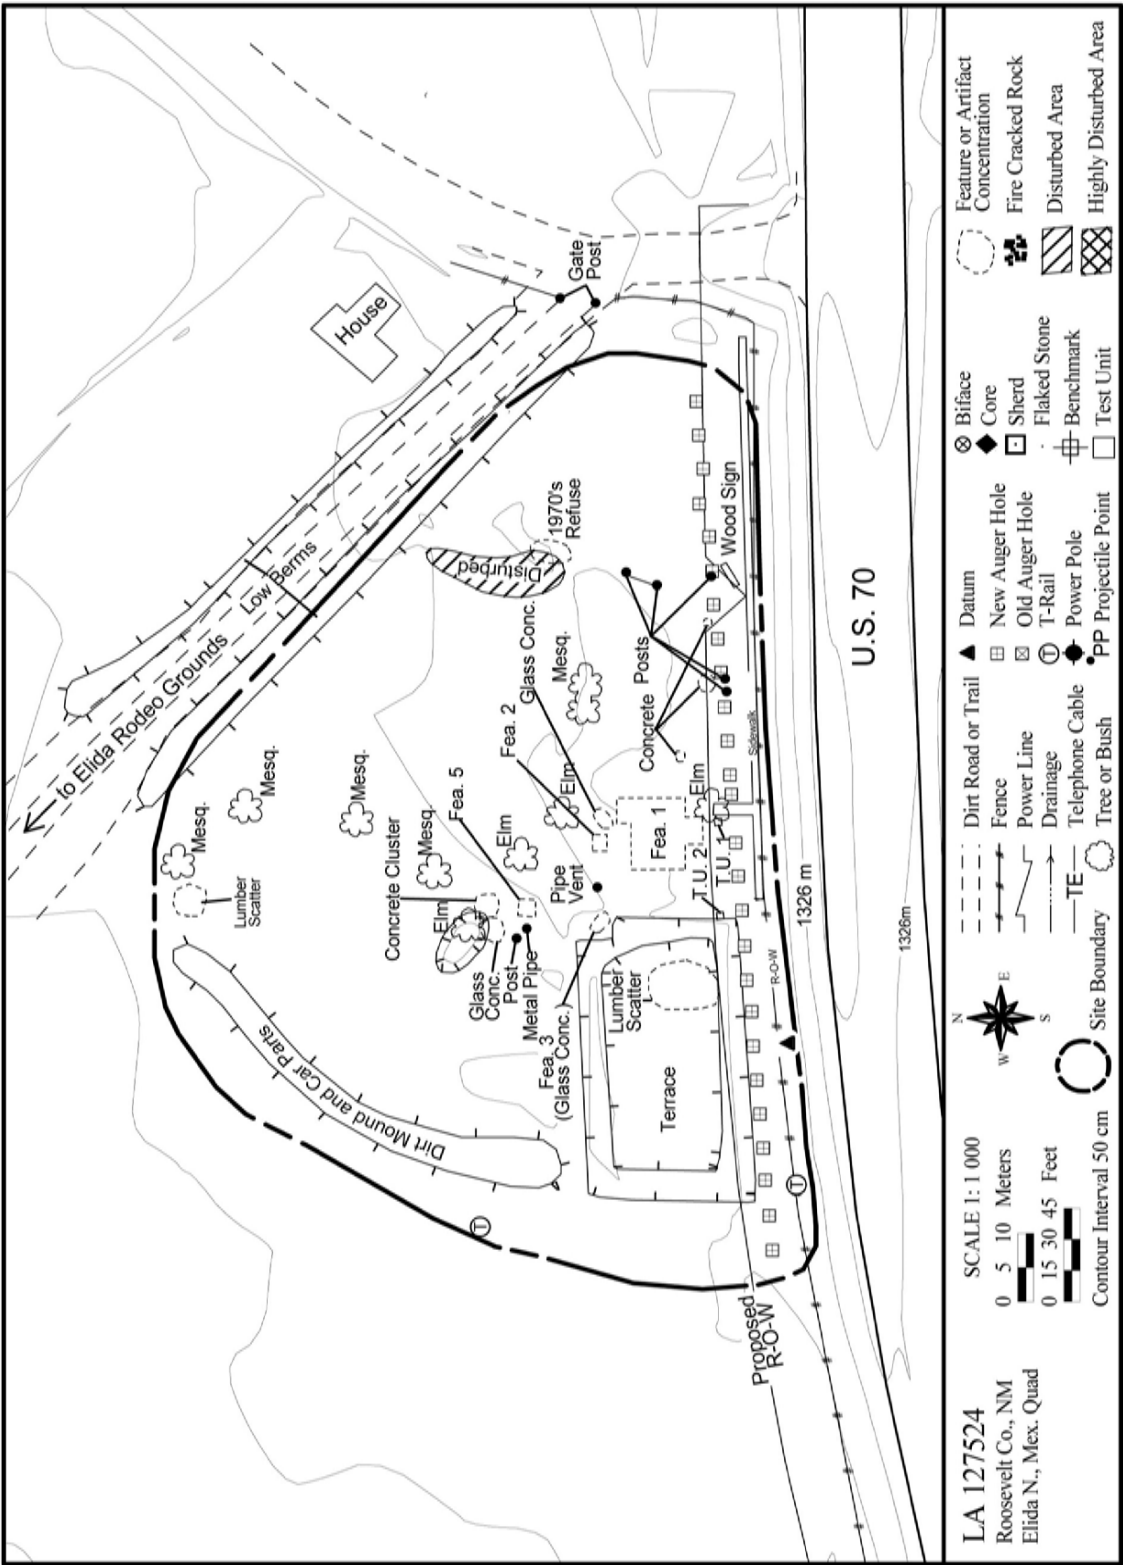 to Elida Rodeo Grounds
Low Berms
House
Gate
Post
Mesq.
Mesq.
Mesq.
Mesq.
Mesq.
Lumber
Scatter
Concrete Cluster
Fea. 5
Elm
Elm
Elm
Elm
Fea. 2
Glass Conc.
Disturbed
1970's
Refuse
Pipe
Vent
Glass
Conc.
Post
Metal Pipe
Fea. 3
(Glass Conc.)
Dirt Mound and Car Parts
Lumber
Scatter
Terrace
Fea. 1
T.U. 2
T.U. 1
Concrete
Posts
Wood Sign
Sidewalk
R-O-W
Proposed
R-O-W
T
T
1326 m
1326m
U.S. 70
LA 127524
Roosevelt Co., NM
Elida N., Mex. Quad
SCALE 1: 1 000
0 5 10 Meters
0 15 30 45 Feet
Contour Interval 50 cm
N
E
S
W
Site Boundary
Dirt Road or Trail
Fence
Power Line
Drainage
TE
Telephone Cable
Tree or Bush
Datum
New Auger Hole
Old Auger Hole
T
T-Rail
Power Pole
PP
Projectile Point
Biface
Core
Sherd
Flaked Stone
Benchmark
Test Unit
Feature or Artifact
Concentration
Fire Cracked Rock
Disturbed Area
Highly Disturbed Area